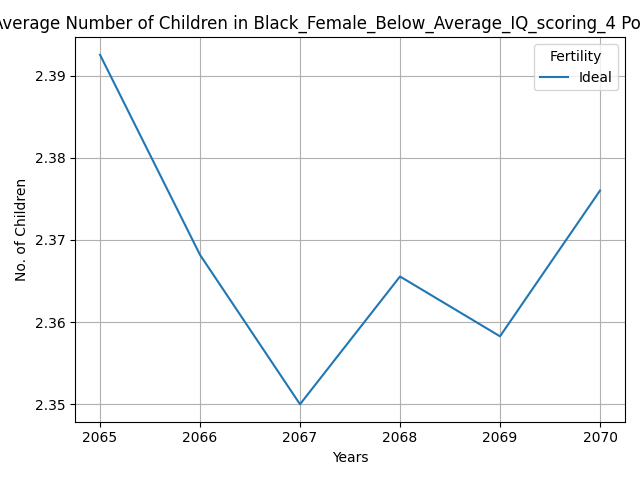 Average Number of Children in Black_Female_Below_Average_IQ_scoring_4 Po
Fertility
Ideal
2.39
2.38
2.37
2.36
2.35
No. of Children
2065 2066 2067 2068 2069 2070
Years